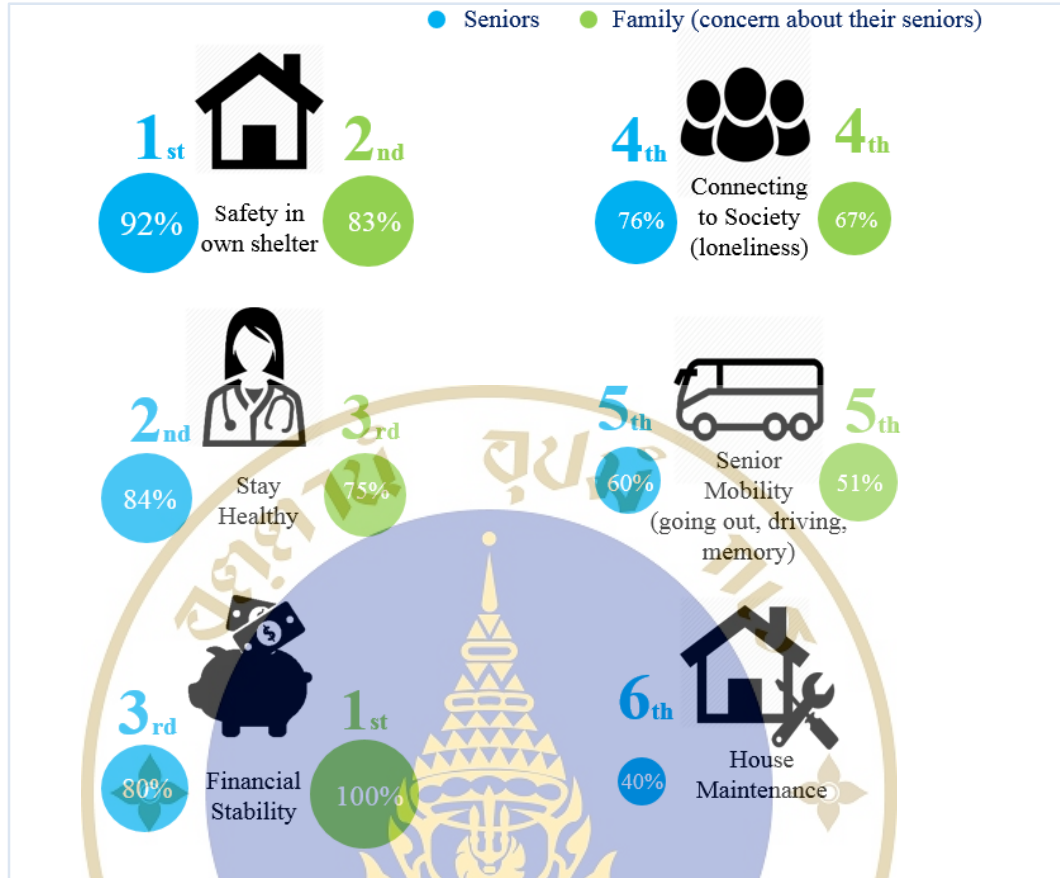 Seniors
Family (concern about their seniors)
1st
2nd
92%
Safety in
own shelter
83%
4th
4th
76%
Connecting
to Society
(loneliness)
67%
2nd
3rd
84%
Stay
Healthy
75%
5th
5th
60%
Senior
Mobility
(going out, driving,
memory)
51%
3rd
1st
80%
Financial
Stability
100%
6th
40%
House
Maintenance